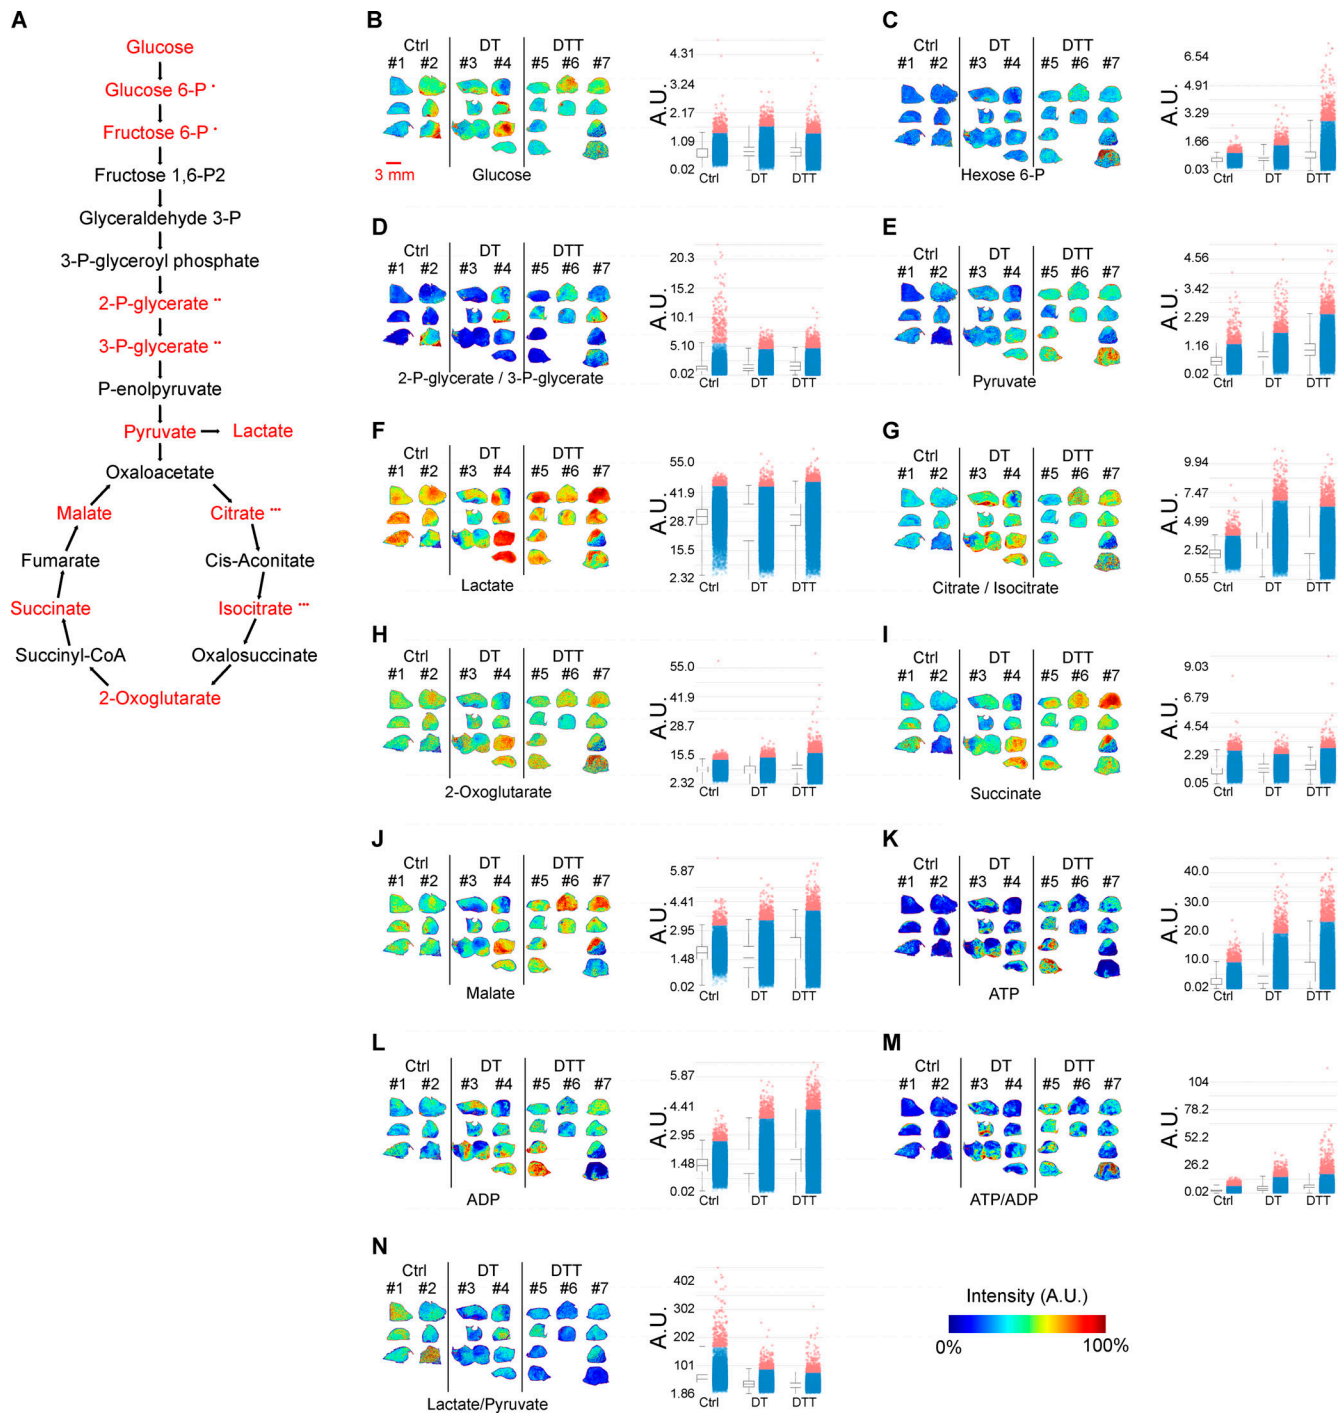 A
Glucose
Glucose 6-P *
Fructose 6-P *
Fructose 1,6-P2
Glyceraldehyde 3-P
3-P-glyceroyl phosphate
2-P-glycerate **
3-P-glycerate **
P-enolpyruvate
Pyruvate Lactate
Oxaloacetate
Malate Citrate ***
Fumarate Cis-Aconitate
Succinate Isocitrate ***
Succinyl-CoA Oxalosuccinate
2-Oxoglutarate
B
Ctrl DT DTT
#1 #2 #3 #4 #5 #6 #7
3 mm
Glucose
A.U.
4.31
3.24
2.17
1.09
0.02
Ctrl DT DTT
C
Ctrl DT DTT
#1 #2 #3 #4 #5 #6 #7
Hexose 6-P
A.U.
6.54
4.91
3.29
1.66
0.03
Ctrl DT DTT
D
Ctrl DT DTT
#1 #2 #3 #4 #5 #6 #7
2-P-glycerate / 3-P-glycerate
A.U.
20.3
15.2
10.1
5.10
0.02
Ctrl DT DTT
E
Ctrl DT DTT
#1 #2 #3 #4 #5 #6 #7
Pyruvate
A.U.
4.56
3.42
2.29
1.16
0.02
Ctrl DT DTT
F
Ctrl DT DTT
#1 #2 #3 #4 #5 #6 #7
Lactate
A.U.
55.0
41.9
28.7
15.5
2.32
Ctrl DT DTT
G
Ctrl DT DTT
#1 #2 #3 #4 #5 #6 #7
Citrate / Isocitrate
A.U.
9.94
7.47
4.99
2.52
0.55
Ctrl DT DTT
H
Ctrl DT DTT
#1 #2 #3 #4 #5 #6 #7
2-Oxoglutarate
A.U.
55.0
41.9
28.7
15.5
2.32
Ctrl DT DTT
I
Ctrl DT DTT
#1 #2 #3 #4 #5 #6 #7
Succinate
A.U.
9.03
6.79
4.54
2.29
0.05
Ctrl DT DTT
J
Ctrl DT DTT
#1 #2 #3 #4 #5 #6 #7
Malate
A.U.
5.87
4.41
2.95
1.48
0.02
Ctrl DT DTT
K
Ctrl DT DTT
#1 #2 #3 #4 #5 #6 #7
ATP
A.U.
40.0
30.0
20.0
10.0
0.02
Ctrl DT DTT
L
Ctrl DT DTT
#1 #2 #3 #4 #5 #6 #7
ADP
A.U.
5.87
4.41
2.95
1.48
0.02
Ctrl DT DTT
M
Ctrl DT DTT
#1 #2 #3 #4 #5 #6 #7
ATP/ADP
A.U.
104
78.2
52.2
26.2
0.02
Ctrl DT DTT
N
Ctrl DT DTT
#1 #2 #3 #4 #5 #6 #7
Lactate/Pyruvate
A.U.
402
302
202
101
1.86
Ctrl DT DTT
Intensity (A.U.)
0% 100%